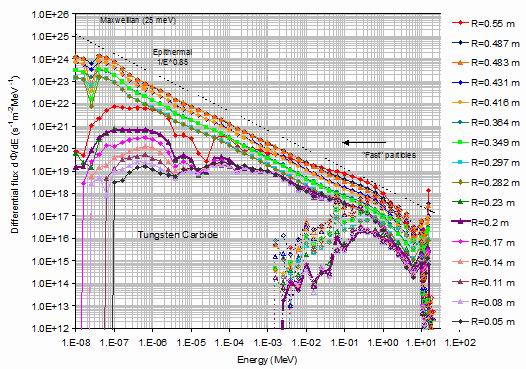 1.0E+26
1.0E+25
1.0E+24
1.0E+23
1.0E+22
1.0E+21
1.0E+20
1.0E+19
1.0E+18
1.0E+17
1.0E+16
1.0E+15
1.0E+14
1.0E+13
1.0E+12
Differential flux dΦ/dE (s⁻¹m⁻²MeV⁻¹)
Maxwellian (25 meV)
Epithermal
1/E^0.85
"Fast" particles
Tungsten Carbide
1.E-08 1.E-07 1.E-06 1.E-05 1.E-04 1.E-03 1.E-02 1.E-01 1.E+00 1.E+01 1.E+02
Energy (MeV)
R=0.55 m
R=0.487 m
R=0.483 m
R=0.431 m
R=0.416 m
R=0.364 m
R=0.349 m
R=0.297 m
R=0.282 m
R=0.23 m
R=0.2 m
R=0.17 m
R=0.14 m
R=0.11 m
R=0.08 m
R=0.05 m